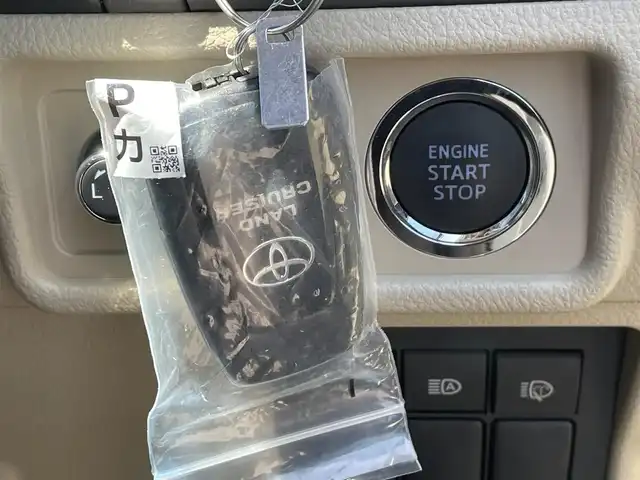 P
カ
L
LAND
CRUISER
ENGINE
START
STOP
A